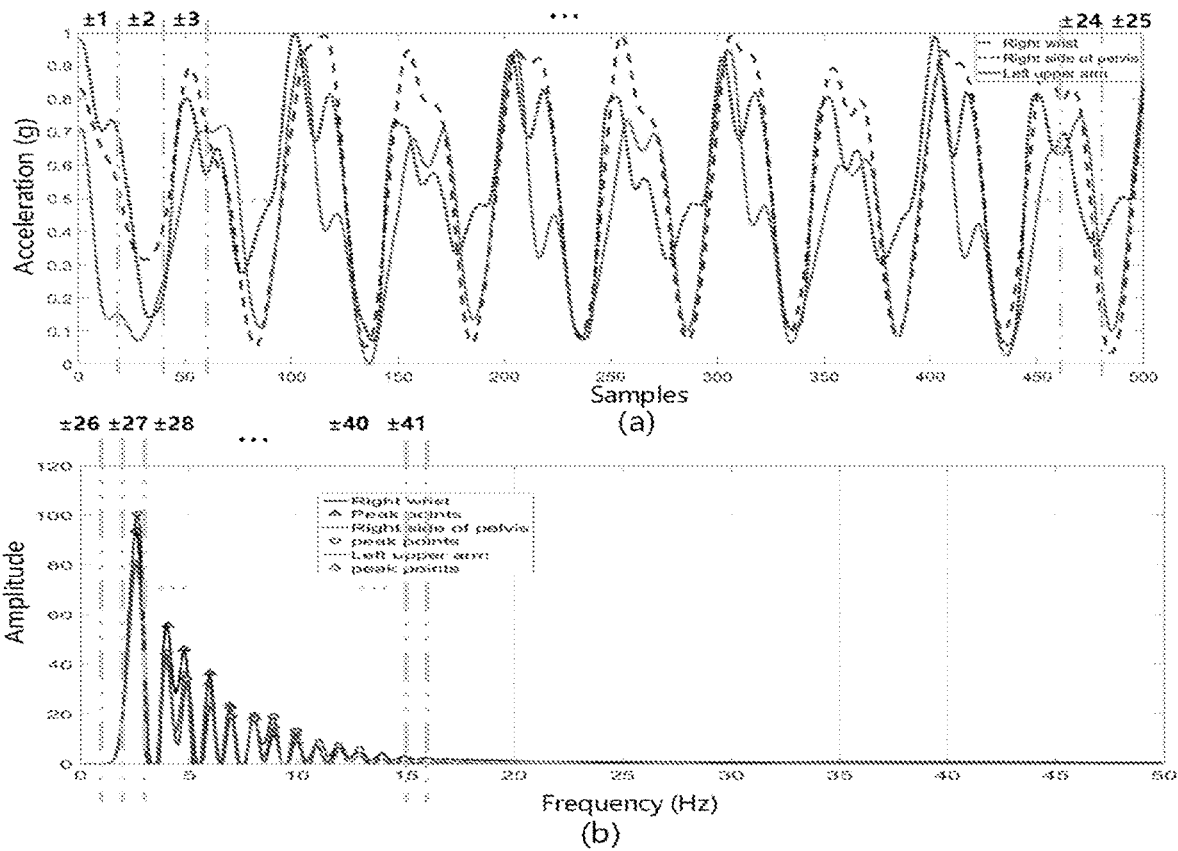 ±1 ±2 ±3 ... ±24 ±25
1
0.9
0.8
0.7
0.6
0.5
0.4
0.3
0.2
0.1
0
Acceleration (g)
Right wrist
Right side of pelvis
Left upper arm
0 50 100 150 200 250 300 350 400 450 500
Samples
(a)
±26 ±27 ±28 ... ±40 ±41
120
100
80
60
40
20
0
Amplitude
Right wrist
Peak points
Right side of pelvis
peak points
Left upper arm
peak points
0 5 10 15 20 25 30 35 40 45 50
Frequency (Hz)
(b)